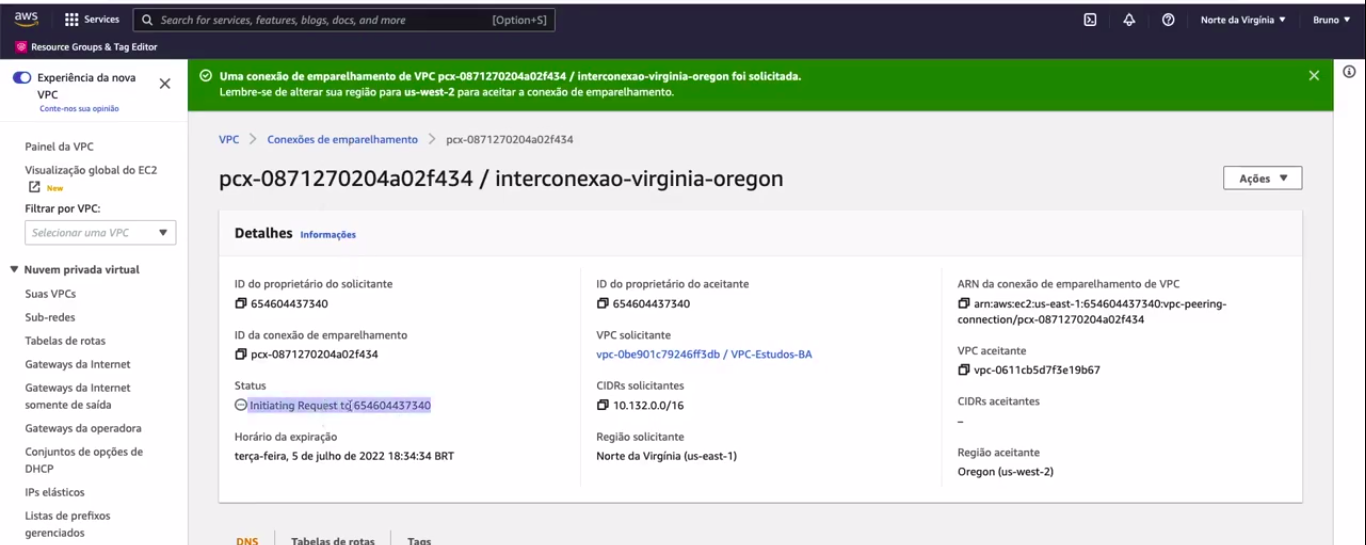 aws
Services
Search for services, features, blogs, docs, and more
[Option+S]
Norte da Virgínia
Bruno
Resource Groups & Tag Editor
Experiência da nova
VPC
Conte-nos sua opinião
Uma conexão de emparelhamento de VPC pcx-0871270204a02f434 / interconexao-virginia-oregon foi solicitada.
Lembre-se de alterar sua região para us-west-2 para aceitar a conexão de emparelhamento.
Painel da VPC
Visualização global do EC2
New
Filtrar por VPC:
Selecionar uma VPC
Nuvem privada virtual
Suas VPCs
Sub-redes
Tabelas de rotas
Gateways da Internet
Gateways da Internet
somente de saída
Gateways da operadora
Conjuntos de opções de
DHCP
IPs elásticos
Listas de prefixos
gerenciados
VPC > Conexões de emparelhamento > pcx-0871270204a02f434
pcx-0871270204a02f434 / interconexao-virginia-oregon
Ações
Detalhes Informações
ID do proprietário do solicitante
654604437340
ID da conexão de emparelhamento
pcx-0871270204a02f434
Status
Initiating Request to 654604437340
Horário da expiração
terça-feira, 5 de julho de 2022 18:34:34 BRT
ID do proprietário do aceitante
654604437340
VPC solicitante
vpc-0be901c79246ff3db / VPC-Estudos-BA
CIDRs solicitantes
10.132.0.0/16
Região solicitante
Norte da Virgínia (us-east-1)
ARN da conexão de emparelhamento de VPC
arn:aws:ec2:us-east-1:654604437340:vpc-peering-
connection/pcx-0871270204a02f434
VPC aceitante
vpc-0611cb5d7f3e19b67
CIDRs aceitantes
–
Região aceitante
Oregon (us-west-2)
DNS
Tabelas de rotas
Tags